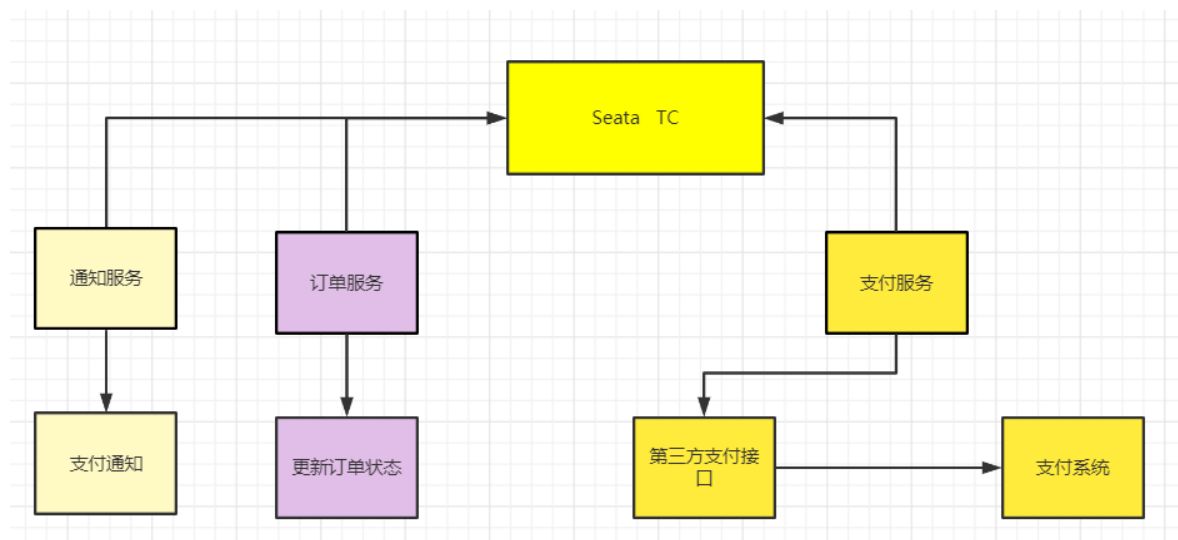 Seata TC
通知服务
订单服务
支付服务
支付通知
更新订单状态
第三方支付接
口
支付系统